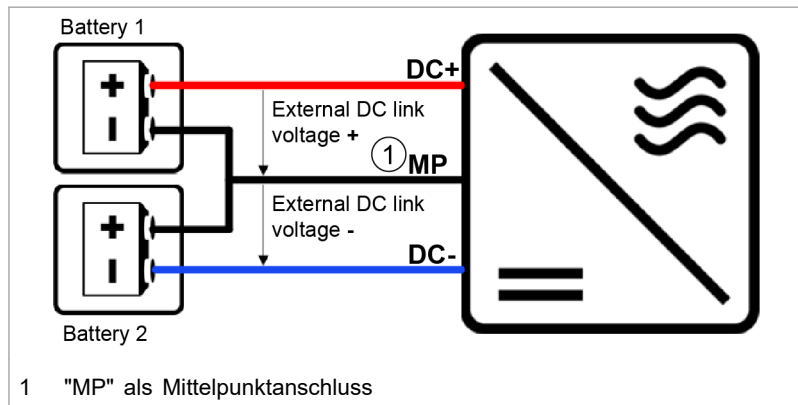 Battery 1
DC+
External DC link
voltage +
1
MP
External DC link
voltage -
DC-
Battery 2
1 "MP" als Mittelpunktanschluss